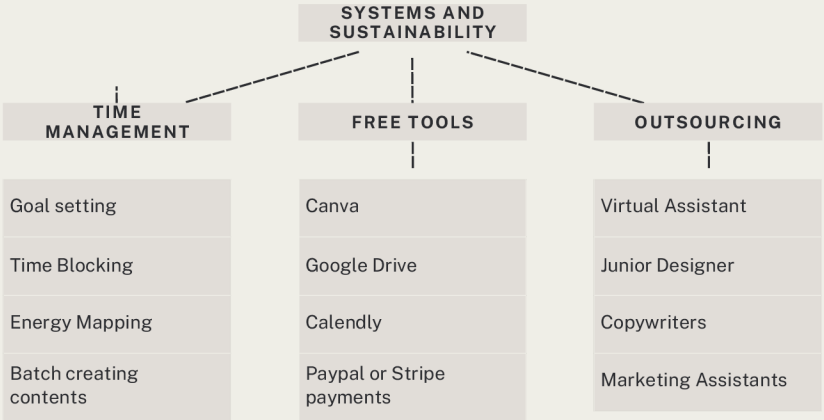 SYSTEMS AND
SUSTAINABILITY
TIME
MANAGEMENT
FREE TOOLS
OUTSOURCING
Goal setting
Time Blocking
Energy Mapping
Batch creating
contents
Canva
Google Drive
Calendly
Paypal or Stripe
payments
Virtual Assistant
Junior Designer
Copywriters
Marketing Assistants